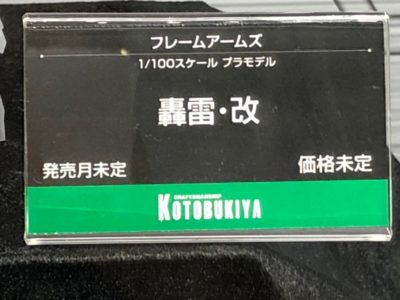 フレームアームズ
1/100スケール プラモデル
轟雷・改
発売月未定
価格未定
CRAFTSMANSHIP
KOTOBUKIYA